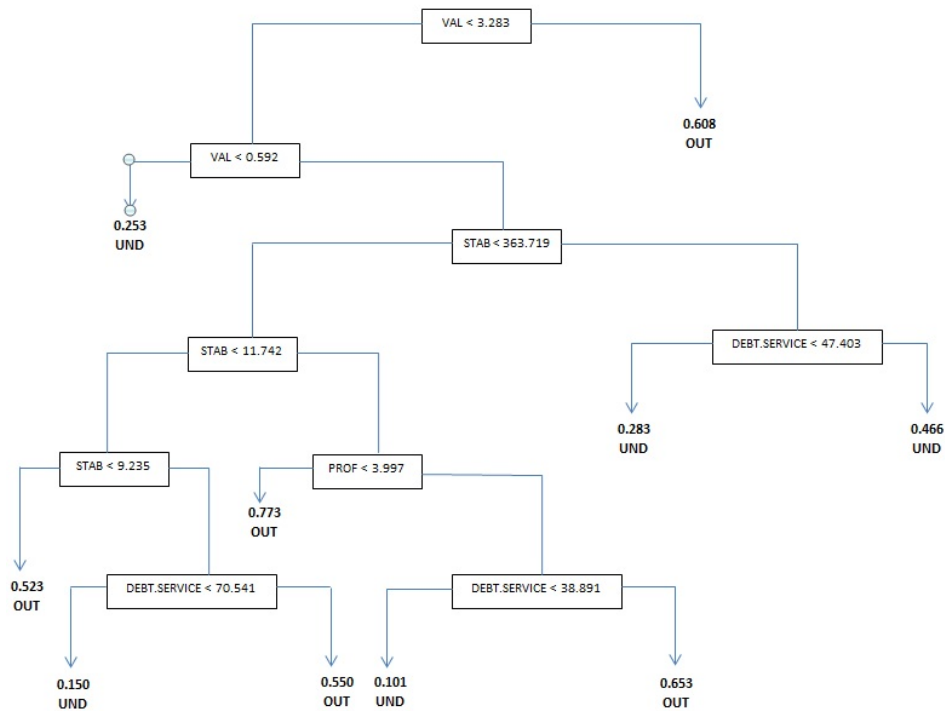 VAL < 3.283
0.608
OUT
VAL < 0.592
0.253
UND
STAB < 363.719
STAB < 11.742
DEBT.SERVICE < 47.403
0.283
UND
0.466
UND
STAB < 9.235
PROF < 3.997
0.773
OUT
0.523
OUT
DEBT.SERVICE < 70.541
DEBT.SERVICE < 38.891
0.150
UND
0.550
OUT
0.101
UND
0.653
OUT